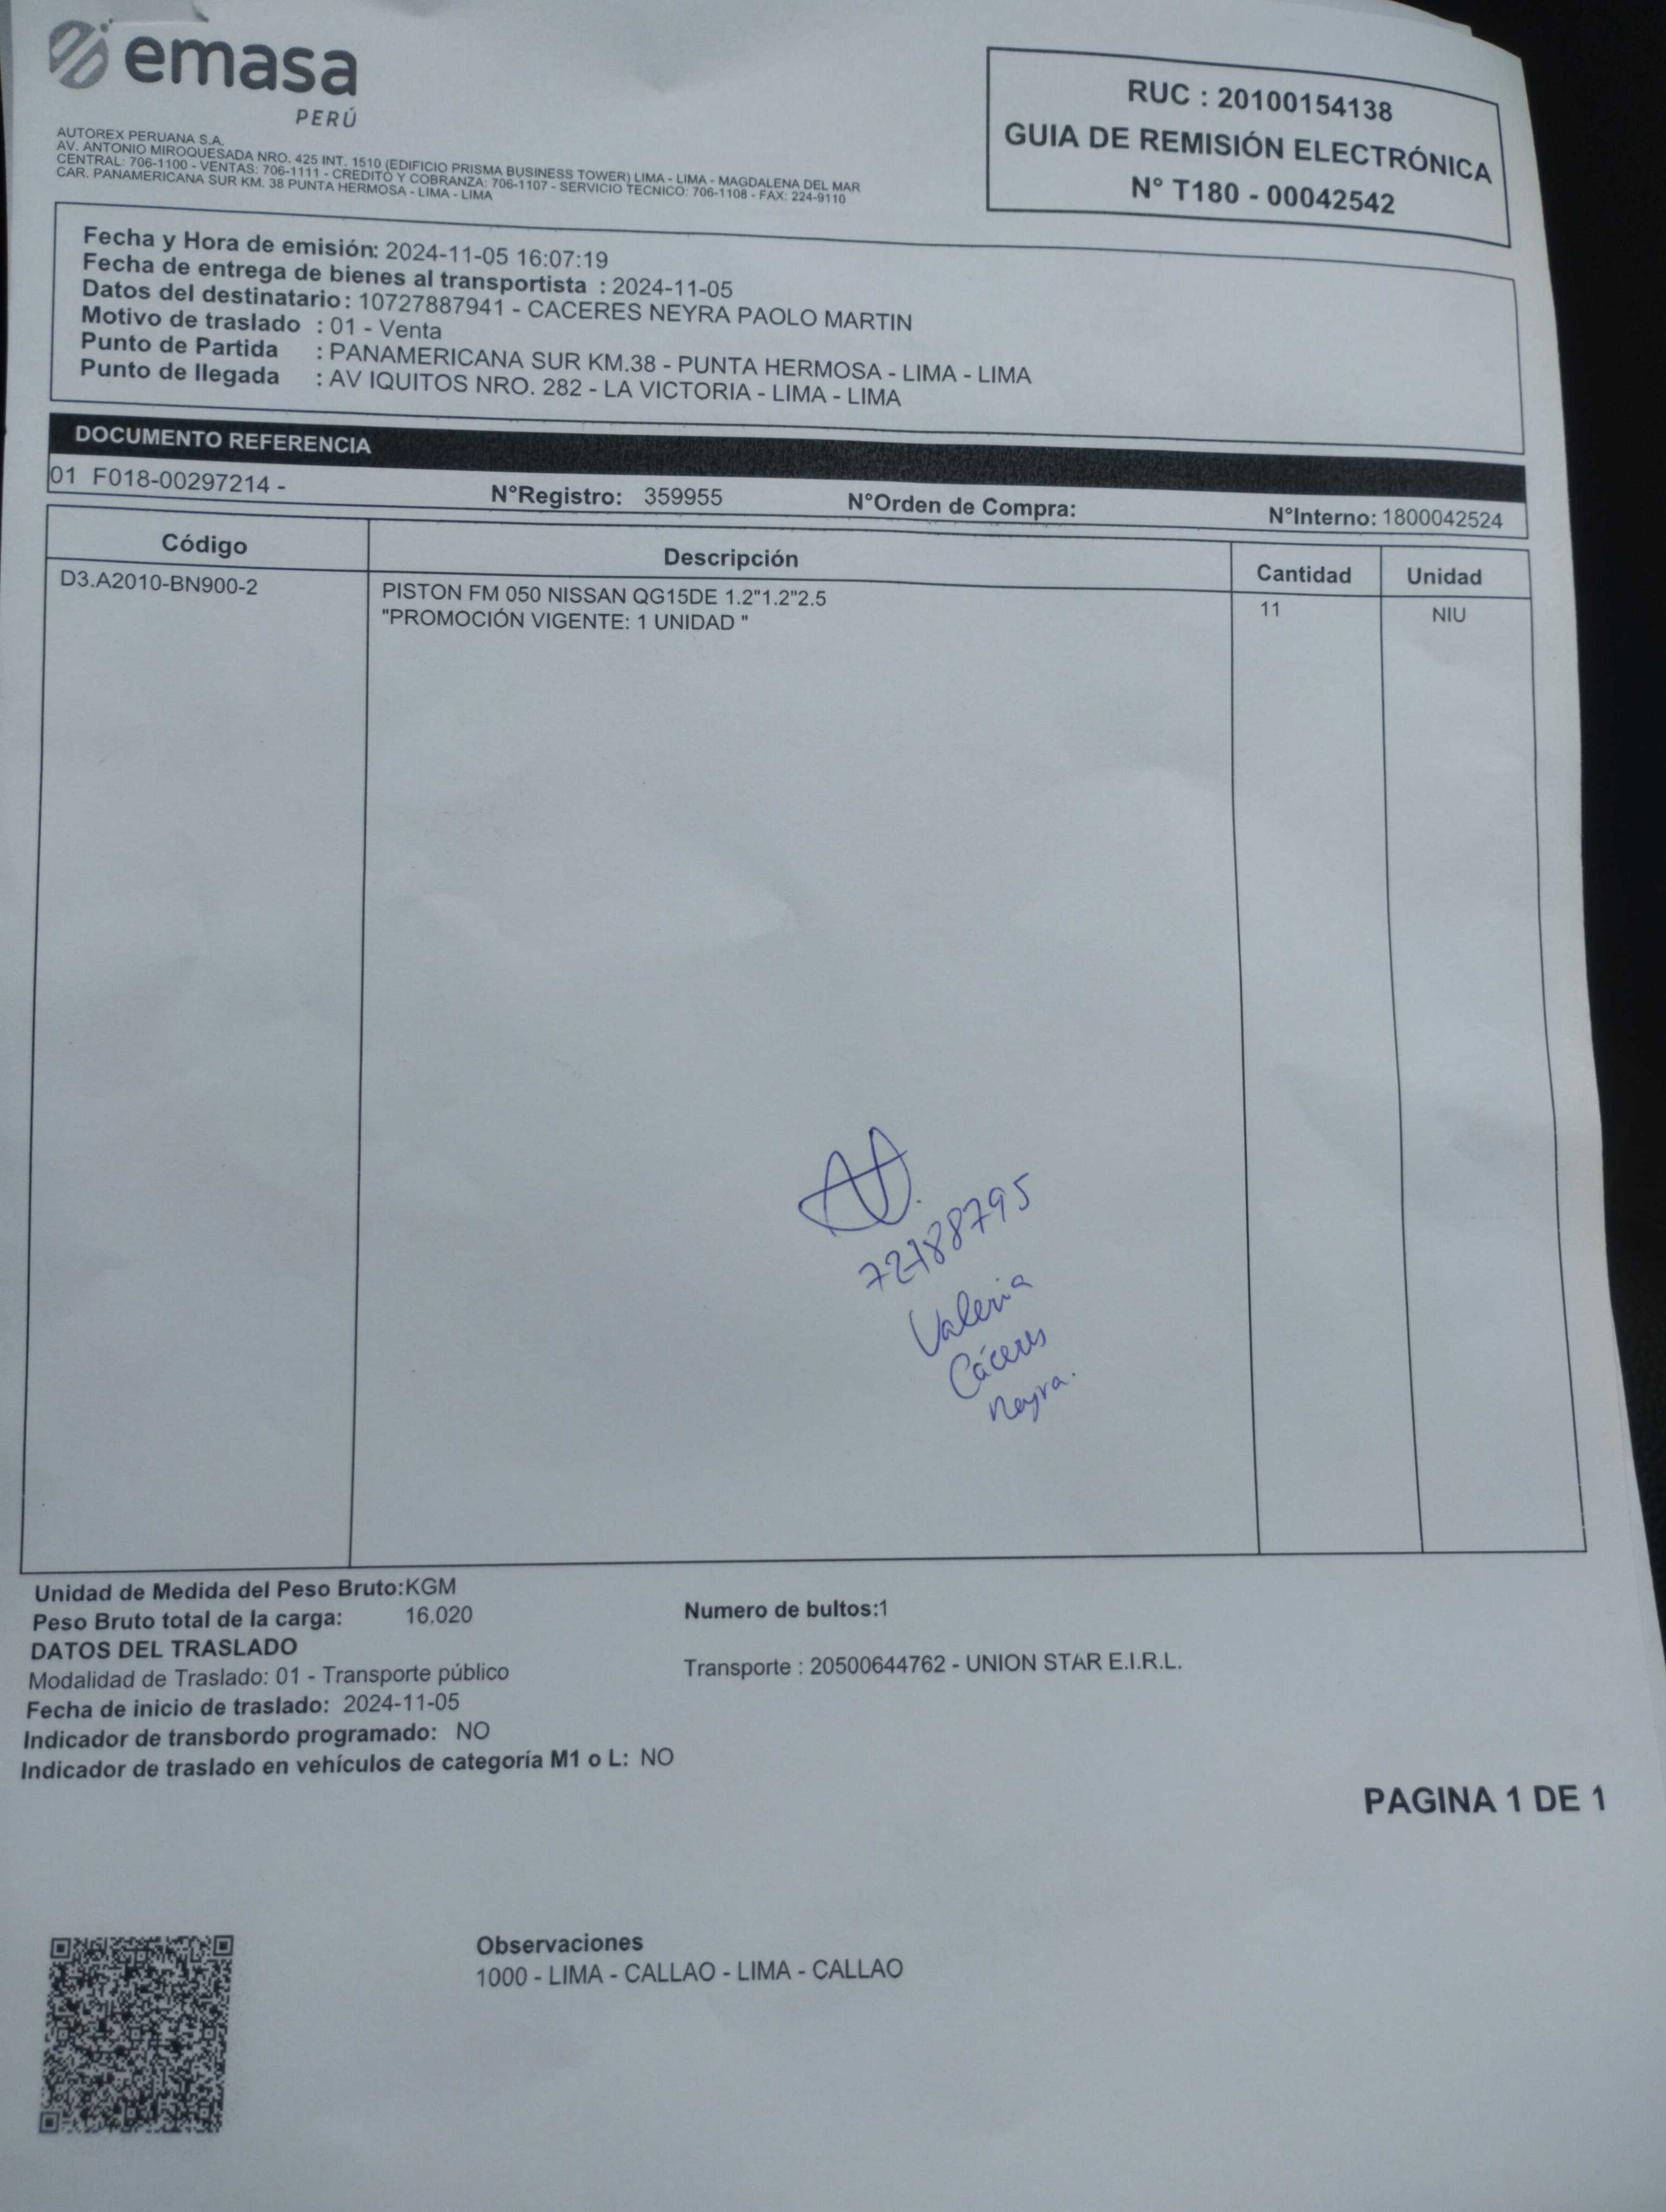 emasa
PERÚ
AUTOREX PERUANA S.A.
AV. ANTONIO MIROQUESADA NRO. 425 INT. 1510 (EDIFICIO PRISMA BUSINESS TOWER) LIMA - LIMA - MAGDALENA DEL MAR
CENTRAL: 706-1100 - VENTAS: 706-1111 - CREDITO Y COBRANZA: 706-1107 - SERVICIO TECNICO: 706-1108 - FAX: 224-9110
CAR. PANAMERICANA SUR KM. 38 PUNTA HERMOSA - LIMA - LIMA
RUC : 20100154138
GUIA DE REMISIÓN ELECTRÓNICA
N° T180 - 00042542
Fecha y Hora de emisión: 2024-11-05 16:07:19
Fecha de entrega de bienes al transportista : 2024-11-05
Datos del destinatario: 10727887941 - CACERES NEYRA PAOLO MARTIN
Motivo de traslado : 01 - Venta
Punto de Partida : PANAMERICANA SUR KM.38 - PUNTA HERMOSA - LIMA - LIMA
Punto de llegada : AV IQUITOS NRO. 282 - LA VICTORIA - LIMA - LIMA
DOCUMENTO REFERENCIA
01 F018-00297214 - N°Registro: 359955 N°Orden de Compra: N°Interno: 1800042524
Código Descripción Cantidad Unidad
D3.A2010-BN900-2 PISTON FM 050 NISSAN QG15DE 1.2"1.2"2.5 11 NIU
"PROMOCIÓN VIGENTE: 1 UNIDAD "
72788795
Valeria
Cáceres
Neyra.
Unidad de Medida del Peso Bruto:KGM
Peso Bruto total de la carga: 16.020 Numero de bultos:1
DATOS DEL TRASLADO
Modalidad de Traslado: 01 - Transporte público Transporte : 20500644762 - UNION STAR E.I.R.L.
Fecha de inicio de traslado: 2024-11-05
Indicador de transbordo programado: NO
Indicador de traslado en vehículos de categoría M1 o L: NO
PAGINA 1 DE 1
Observaciones
1000 - LIMA - CALLAO - LIMA - CALLAO